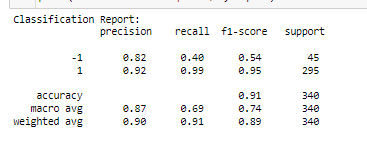 Classification Report:
precision recall f1-score support
-1 0.82 0.40 0.54 45
1 0.92 0.99 0.95 295
accuracy 0.91 340
macro avg 0.87 0.69 0.74 340
weighted avg 0.90 0.91 0.89 340